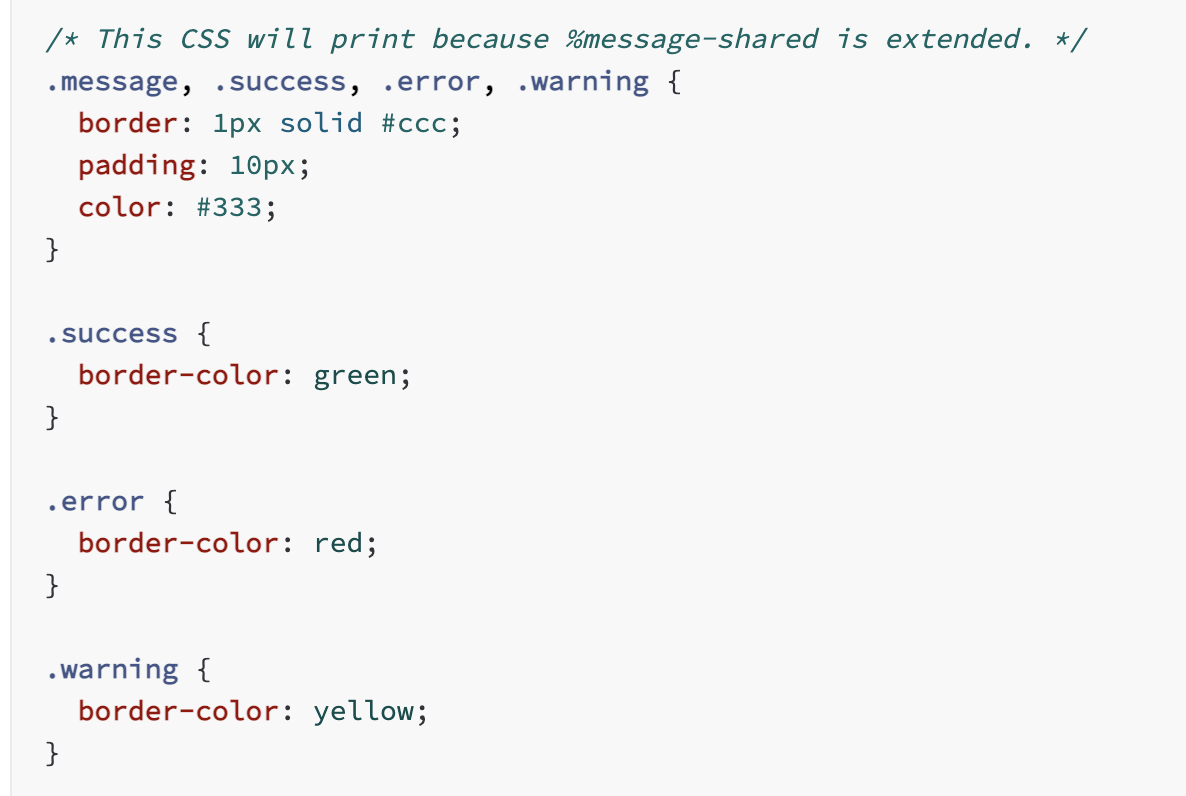 /* This CSS will print because %message-shared is extended. */
.message, .success, .error, .warning {
  border: 1px solid #ccc;
  padding: 10px;
  color: #333;
}

.success {
  border-color: green;
}

.error {
  border-color: red;
}

.warning {
  border-color: yellow;
}